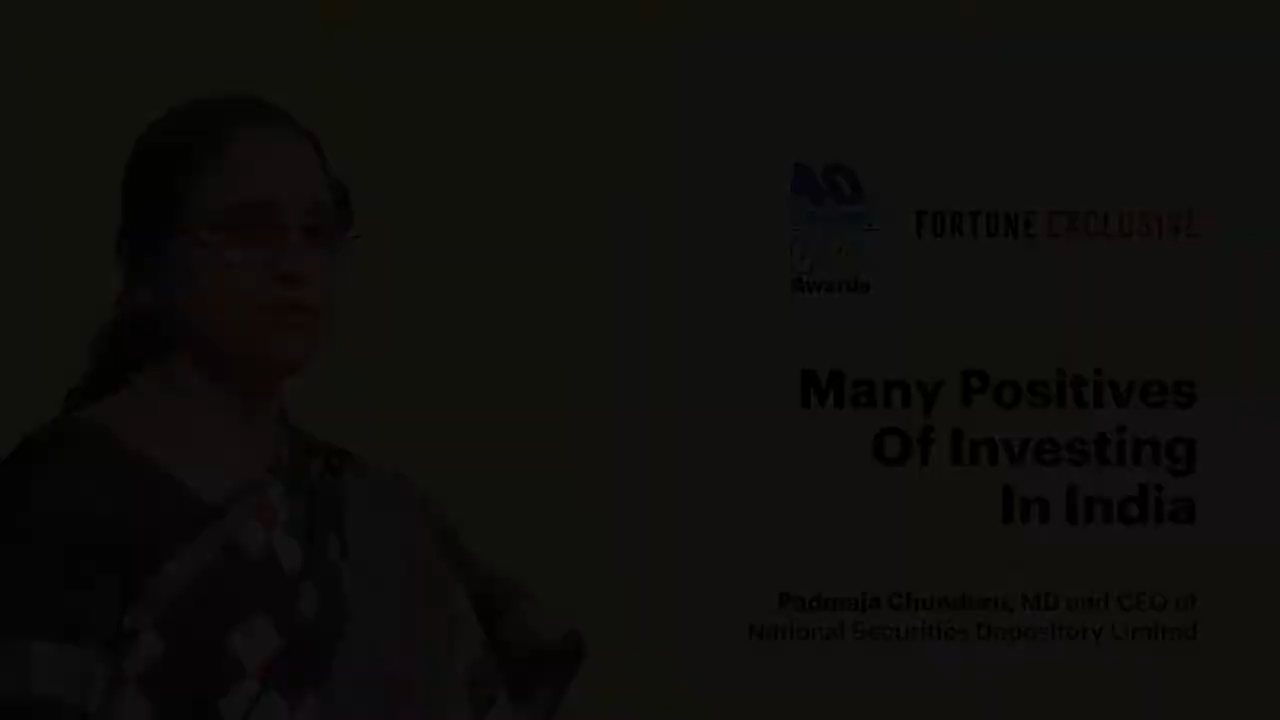 40
Awards
FORTUNE EXCLUSIVE
Many Positives
Of Investing
In India
Padmaja Chunduru, MD and CEO of
National Securities Depository Limited